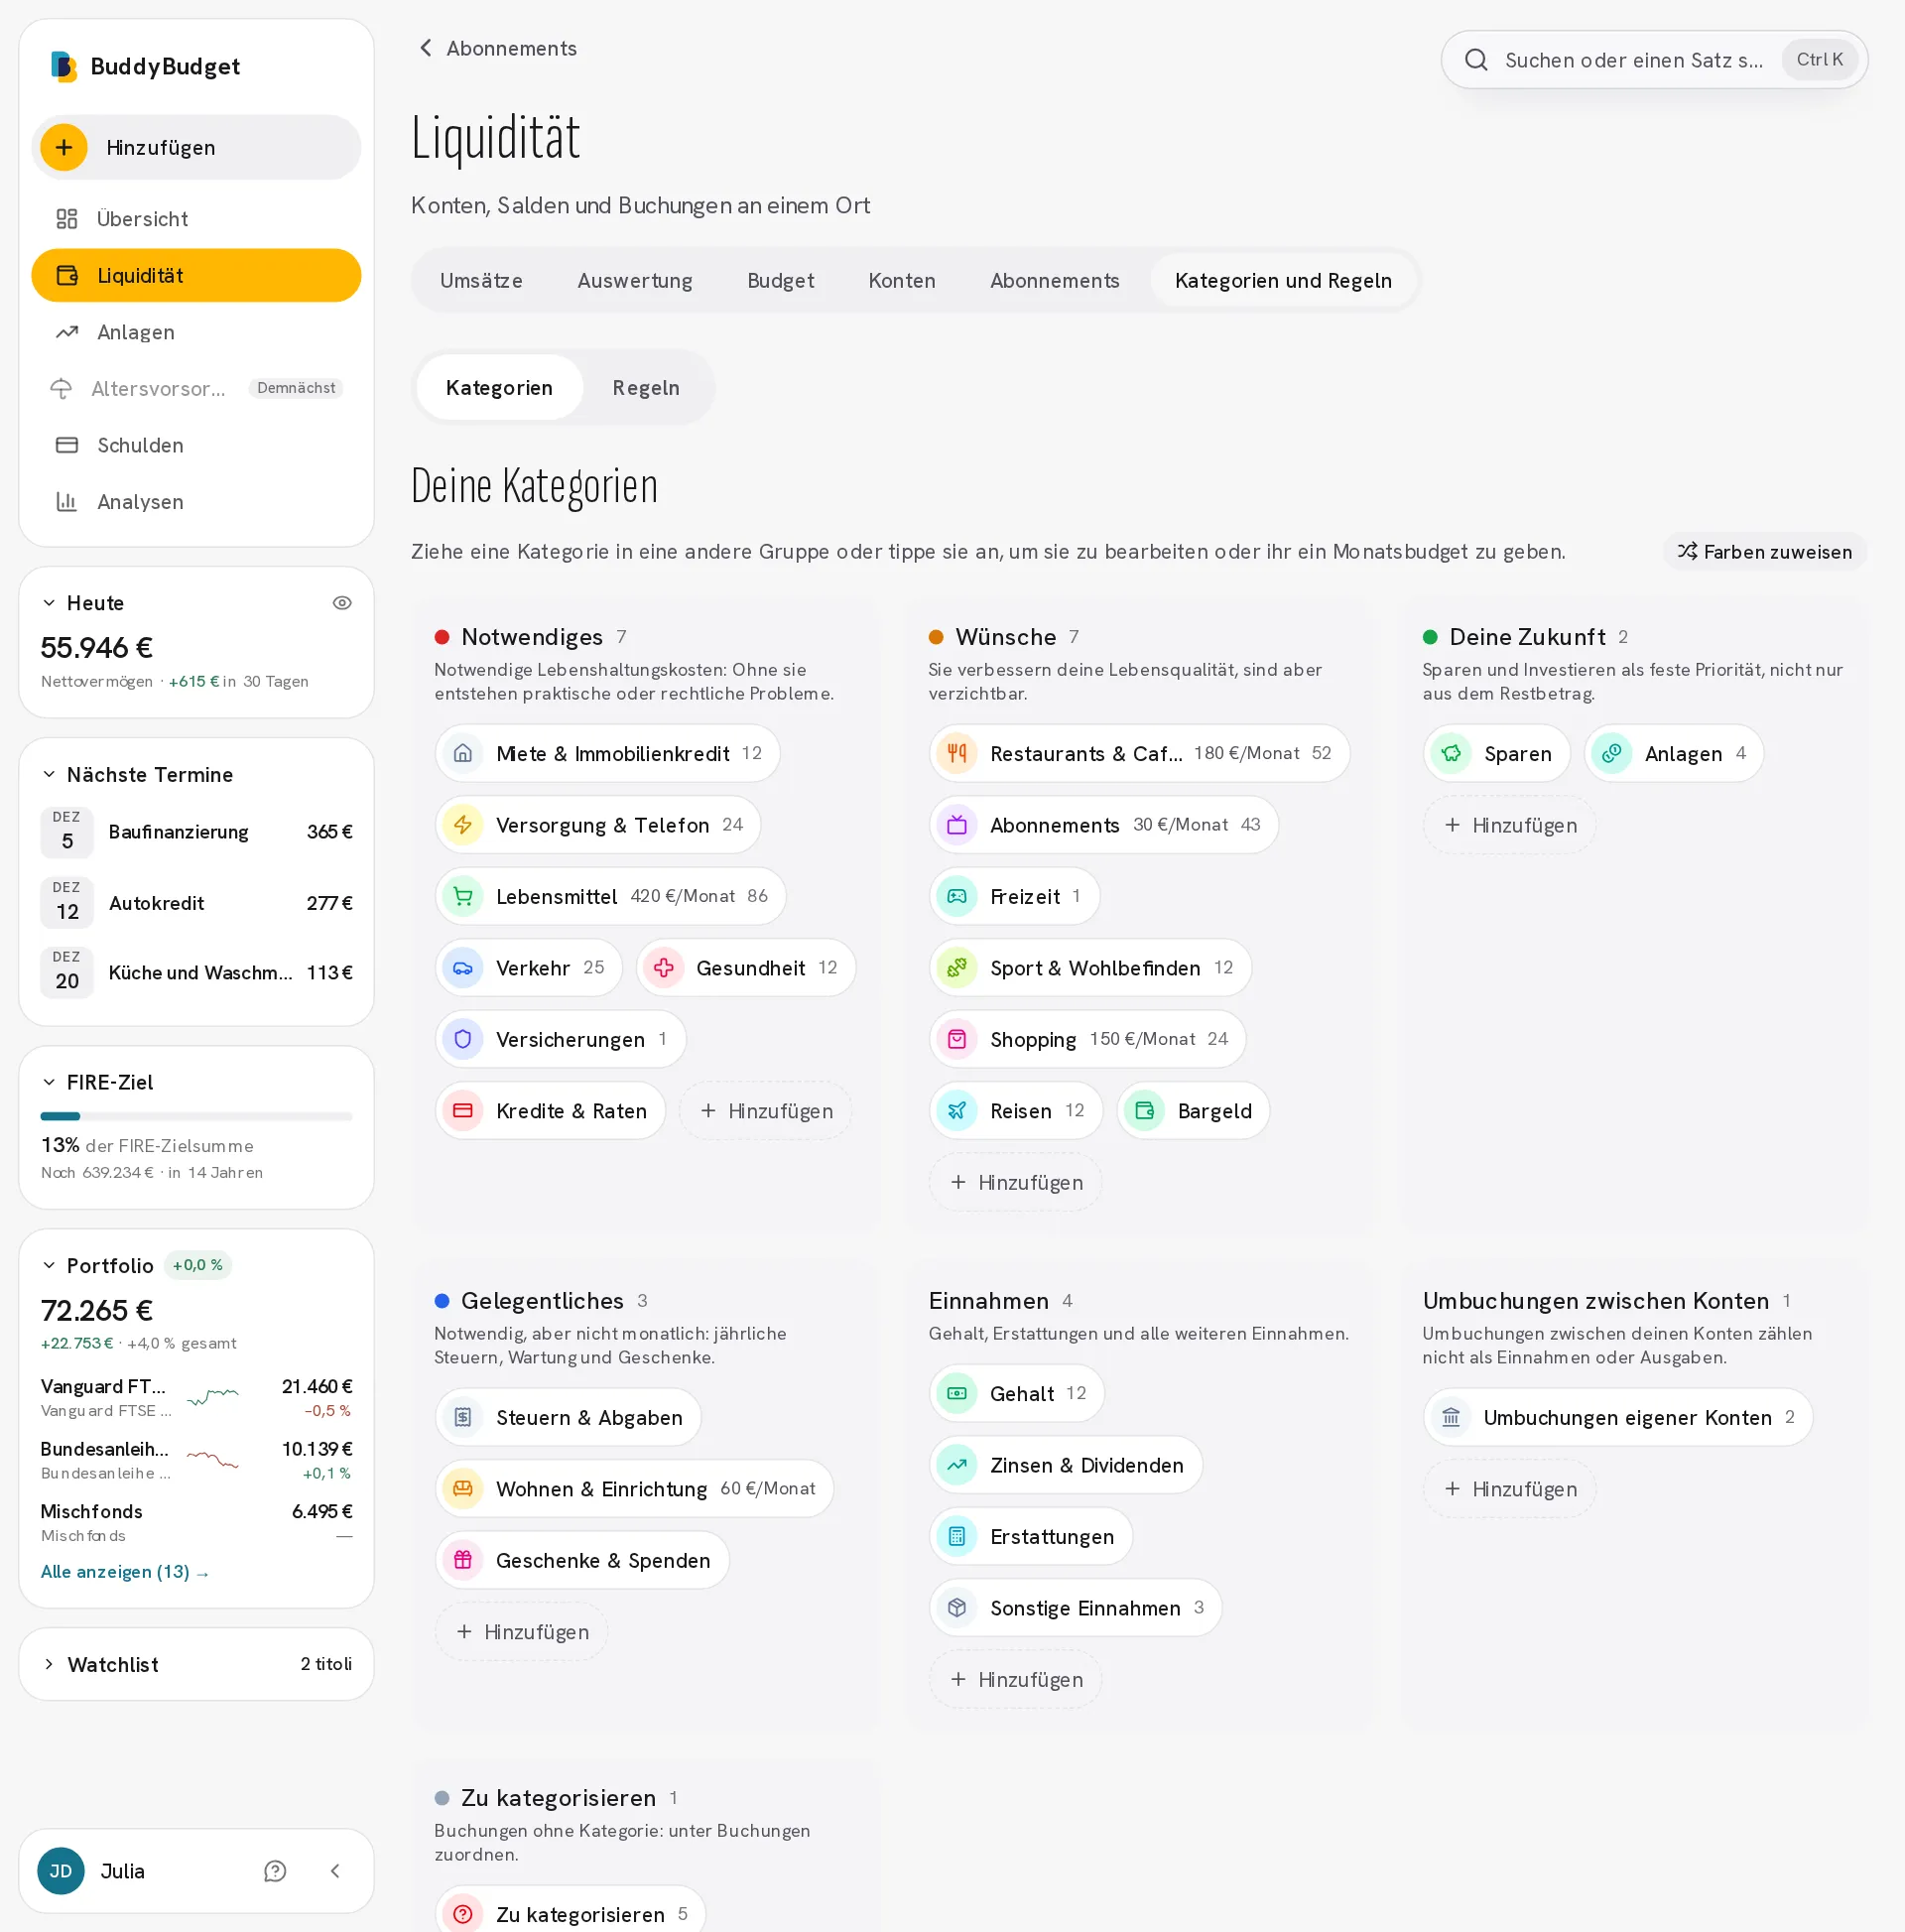 BuddyBudget
Hinzufügen
Übersicht
Liquidität
Anlagen
Altersvorsor... Demnächst
Schulden
Analysen
Heute
55.946 €
Nettovermögen · +615 € in 30 Tagen
Nächste Termine
DEZ
5 Baufinanzierung 365 €
DEZ
12 Autokredit 277 €
DEZ
20 Küche und Waschm... 113 €
FIRE-Ziel
13% der FIRE-Zielsumme
Noch 639.234 € · in 14 Jahren
Portfolio +0,0 %
72.265 €
+22.753 € · +4,0 % gesamt
Vanguard FT... 21.460 €
Vanguard FTSE ... −0,5 %
Bundesanleih... 10.139 €
Bundesanleihe ... +0,1 %
Mischfonds 6.495 €
Mischfonds —
Alle anzeigen (13) →
Watchlist 2 titoli
JD Julia
Abonnements
Suchen oder einen Satz s... Ctrl K
Liquidität
Konten, Salden und Buchungen an einem Ort
Umsätze Auswertung Budget Konten Abonnements Kategorien und Regeln
Kategorien Regeln
Deine Kategorien
Ziehe eine Kategorie in eine andere Gruppe oder tippe sie an, um sie zu bearbeiten oder ihr ein Monatsbudget zu geben.
Farben zuweisen
Notwendiges 7
Notwendige Lebenshaltungskosten: Ohne sie
entstehen praktische oder rechtliche Probleme.
Miete & Immobilienkredit 12
Versorgung & Telefon 24
Lebensmittel 420 €/Monat 86
Verkehr 25 Gesundheit 12
Versicherungen 1
Kredite & Raten + Hinzufügen
Wünsche 7
Sie verbessern deine Lebensqualität, sind aber
verzichtbar.
Restaurants & Caf... 180 €/Monat 52
Abonnements 30 €/Monat 43
Freizeit 1
Sport & Wohlbefinden 12
Shopping 150 €/Monat 24
Reisen 12 Bargeld
+ Hinzufügen
Deine Zukunft 2
Sparen und Investieren als feste Priorität, nicht nur
aus dem Restbetrag.
Sparen Anlagen 4
+ Hinzufügen
Gelegentliches 3
Notwendig, aber nicht monatlich: jährliche
Steuern, Wartung und Geschenke.
Steuern & Abgaben
Wohnen & Einrichtung 60 €/Monat
Geschenke & Spenden
+ Hinzufügen
Einnahmen 4
Gehalt, Erstattungen und alle weiteren Einnahmen.
Gehalt 12
Zinsen & Dividenden
Erstattungen
Sonstige Einnahmen 3
+ Hinzufügen
Umbuchungen zwischen Konten 1
Umbuchungen zwischen deinen Konten zählen
nicht als Einnahmen oder Ausgaben.
Umbuchungen eigener Konten 2
+ Hinzufügen
Zu kategorisieren 1
Buchungen ohne Kategorie: unter Buchungen
zuordnen.
Zu kategorisieren 5